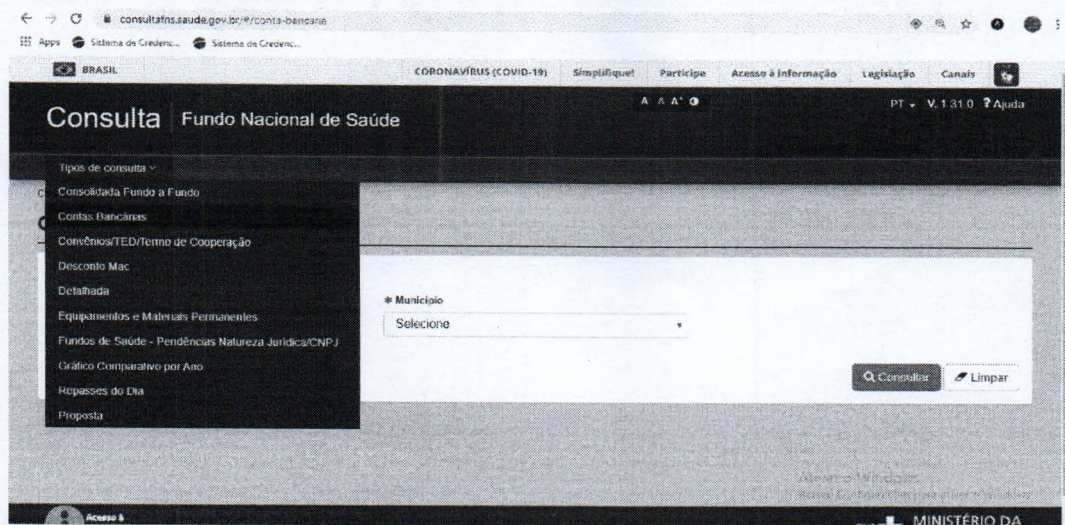 consultafns.saude.gov.br/#/conta-bancaria
Apps Sistema de Credenc... Sistema de Credenc...
BRASIL CORONAVÍRUS (COVID-19) Simplifique! Participe Acesso à informação Legislação Canais
A A A+ PT V. 1.31.0 ? Ajuda
Consulta Fundo Nacional de Saúde
Tipos de consulta
Consolidada Fundo a Fundo
Contas Bancárias
Convênios/TED/Termo de Cooperação
Desconto Mac
Detalhada
* Município
Equipamentos e Materiais Permanentes
Selecione
Fundos de Saúde - Pendências Natureza Jurídica/CNPJ
Gráfico Comparativo por Ano
Consultar Limpar
Repasses do Dia
Proposta
Ativar o Windows
Acesso à
MINISTÉRIO DA